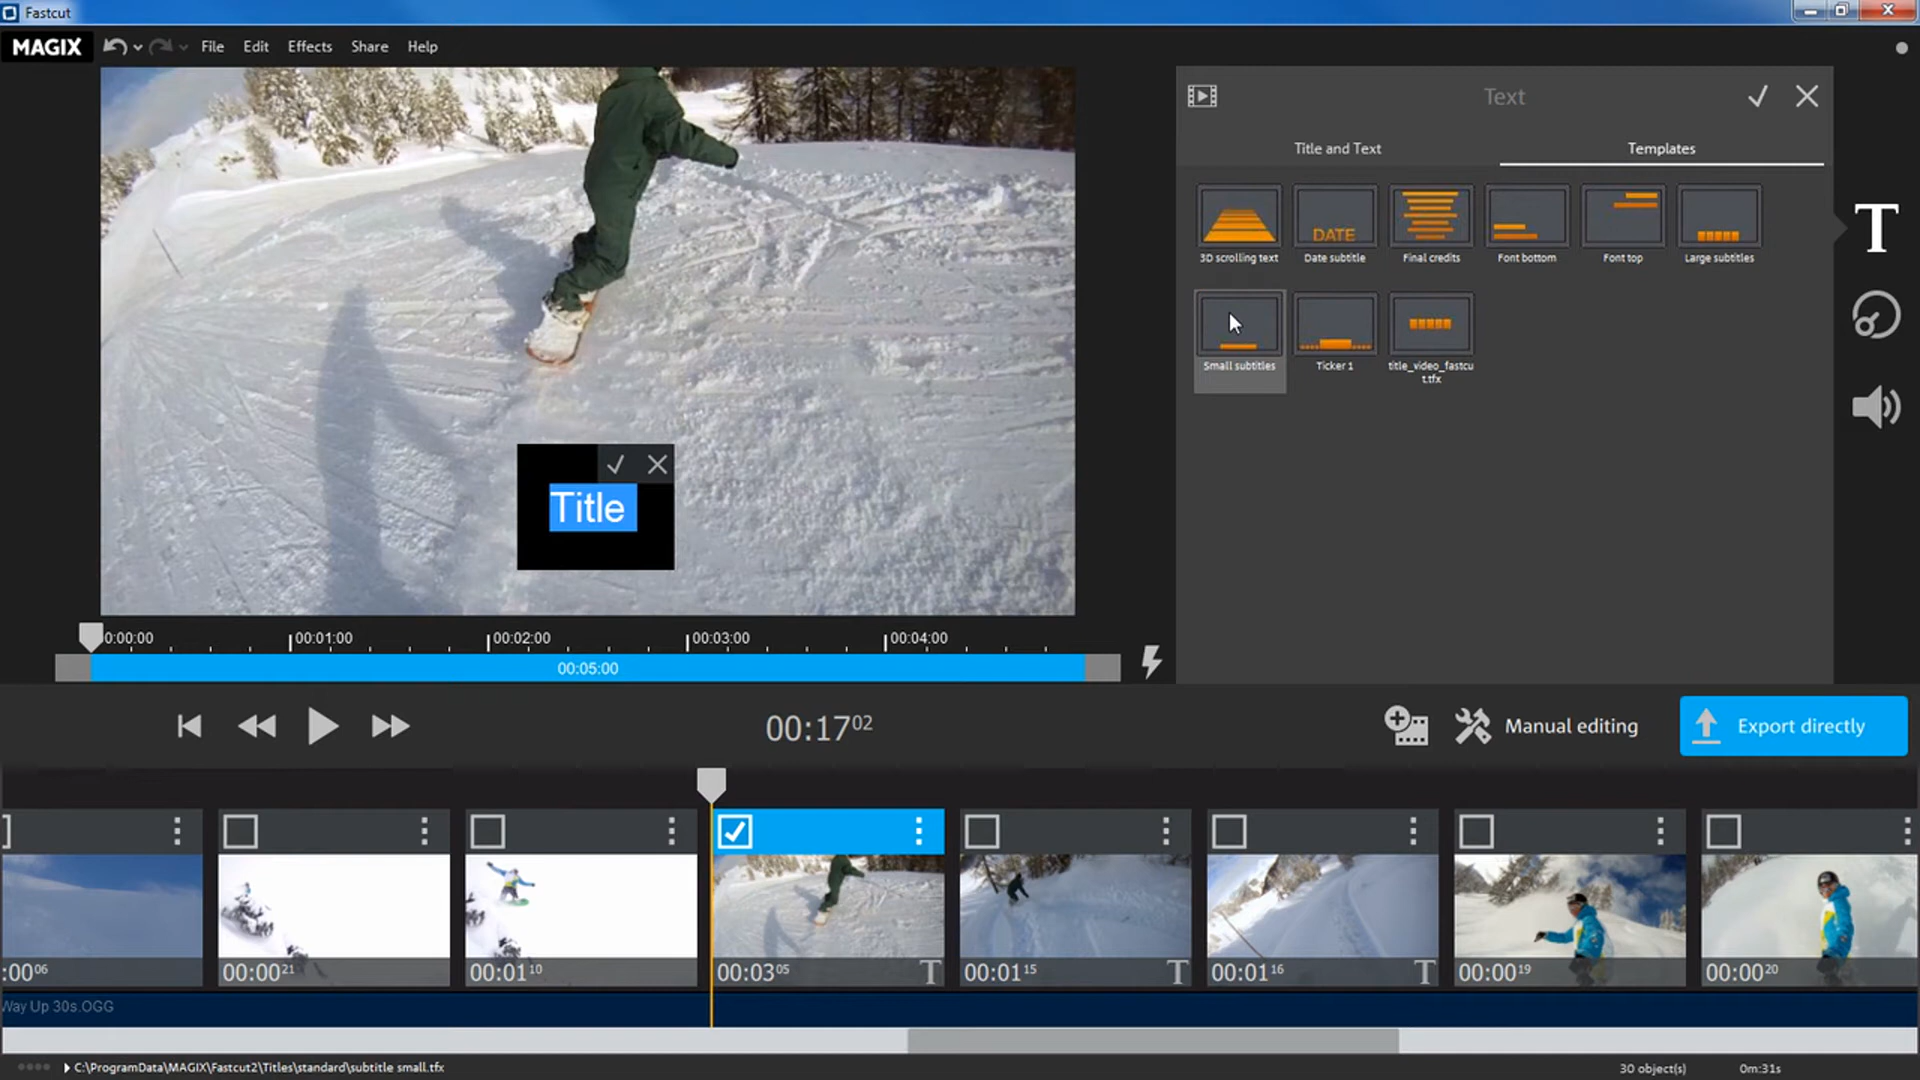 Fastcut
MAGIX File Edit Effects Share Help
Text
Title and Text Templates
DATE
3D scrolling text Date subtitle Final credits Font bottom Font top Large subtitles
Small subtitles Ticker 1 title_video_fastcu
t.tfx
T
Title
0:00:00 00:01:00 00:02:00 00:03:00 00:04:00
00:05:00
00:17 02
Manual editing
Export directly
:00 06 00:00 21 00:01 10 00:03 05 T 00:01 15 T 00:01 16 T 00:00 19 00:00 20
Way Up 30s.OGG
C:\ProgramData\MAGIX\Fastcut2\Titles\standard\subtitle small.tfx 30 object(s) 0m:31s